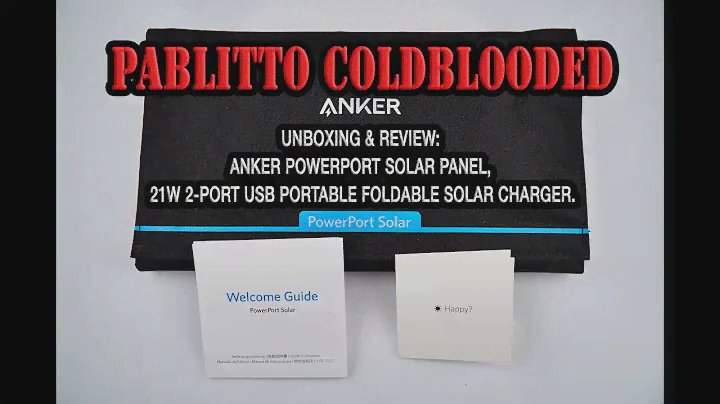 PABLITTO COLDBLOODED
ANKER
UNBOXING & REVIEW:
ANKER POWERPORT SOLAR PANEL,
21W 2-PORT USB PORTABLE FOLDABLE SOLAR CHARGER.
PowerPort Solar
Welcome Guide
PowerPort Solar
Happy?